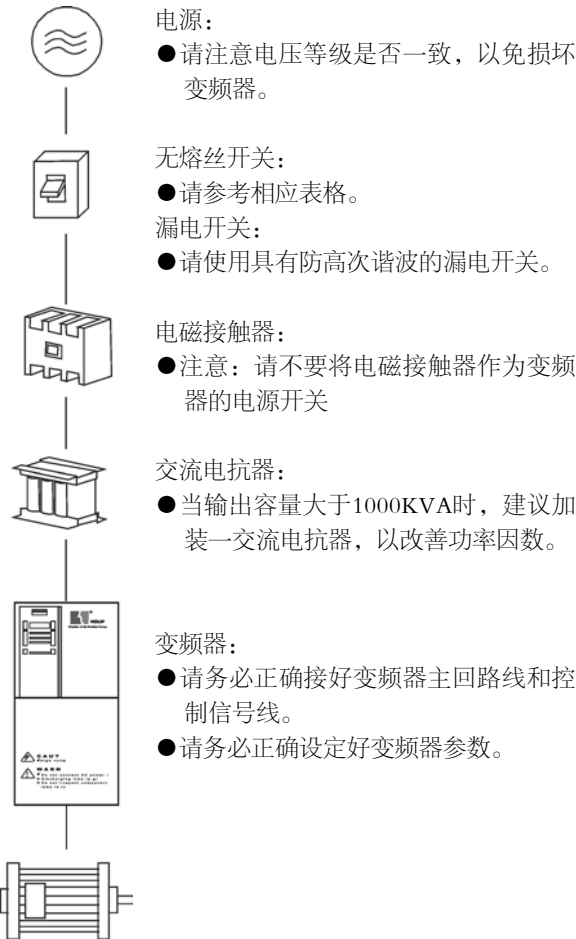 电源：
●请注意电压等级是否一致，以免损坏
变频器。
无熔丝开关：
●请参考相应表格。
漏电开关：
●请使用具有防高次谐波的漏电开关。
电磁接触器：
●注意：请不要将电磁接触器作为变频
器的电源开关
交流电抗器：
●当输出容量大于1000KVA时，建议加
装一交流电抗器，以改善功率因数。
变频器：
●请务必正确接好变频器主回路线和控
制信号线。
●请务必正确设定好变频器参数。
CAUT
WARN